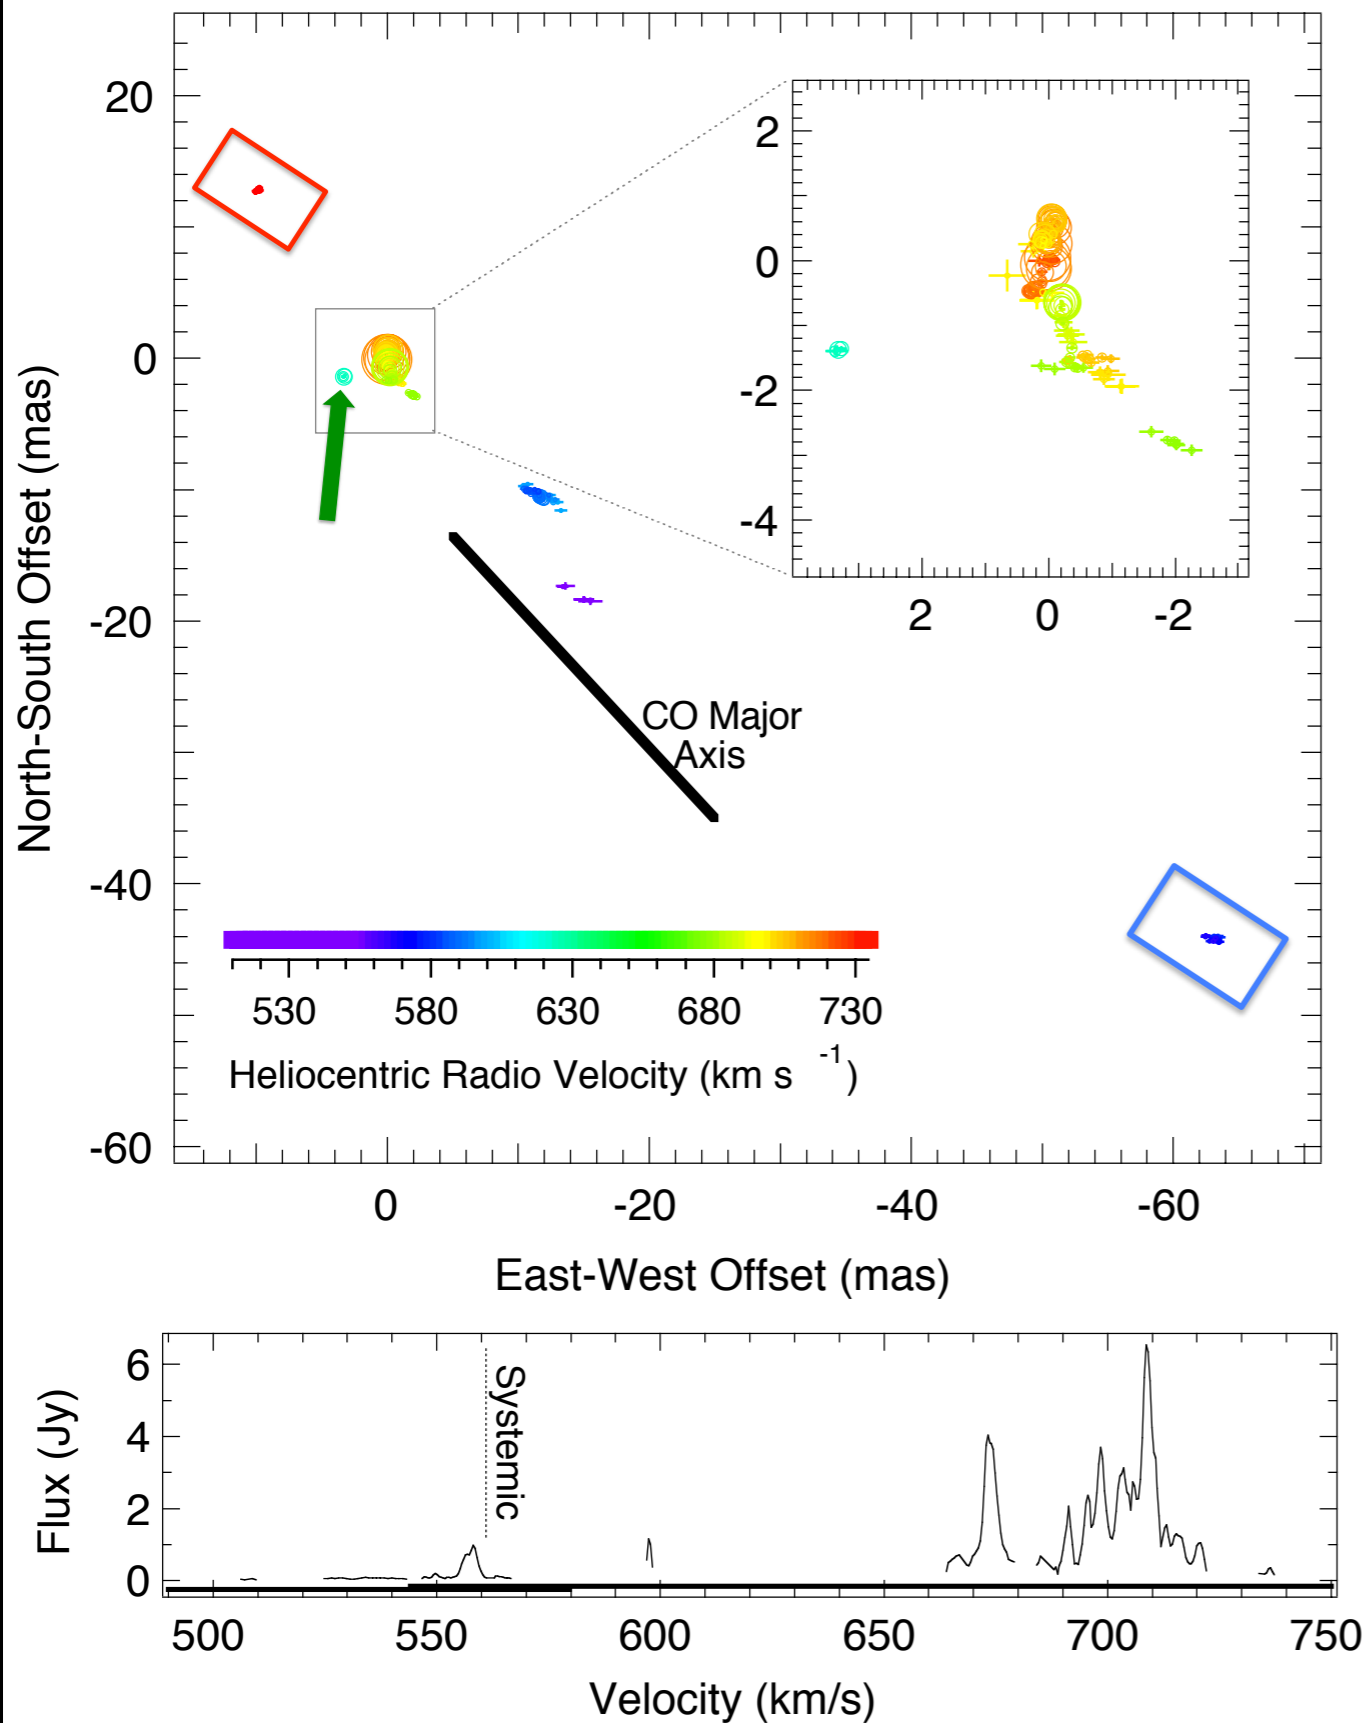 20
0
-20
-40
-60
North-South Offset (mas)
2
0
-2
-4
2 0 -2
CO Major
Axis
530 580 630 680 730
Heliocentric Radio Velocity (km s -1)
0 -20 -40 -60
East-West Offset (mas)
6
4
2
0
Flux (Jy)
Systemic
500 550 600 650 700 750
Velocity (km/s)